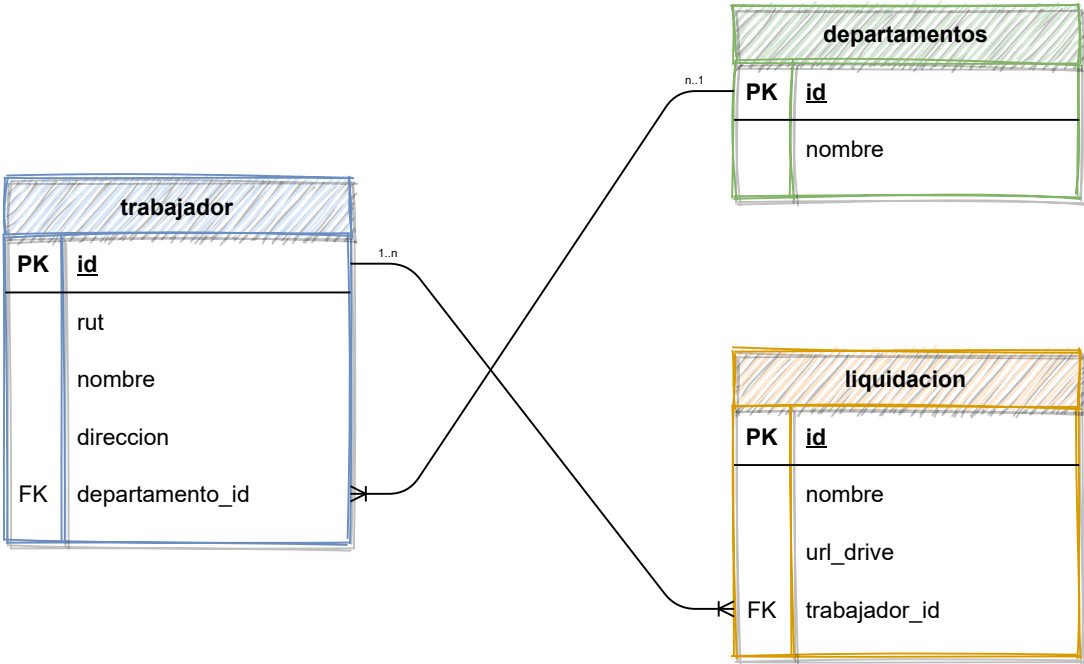 departamentos
n..1
PK id
nombre
trabajador
1..n
PK id
rut
nombre
direccion
FK departamento_id
liquidacion
PK id
nombre
url_drive
FK trabajador_id